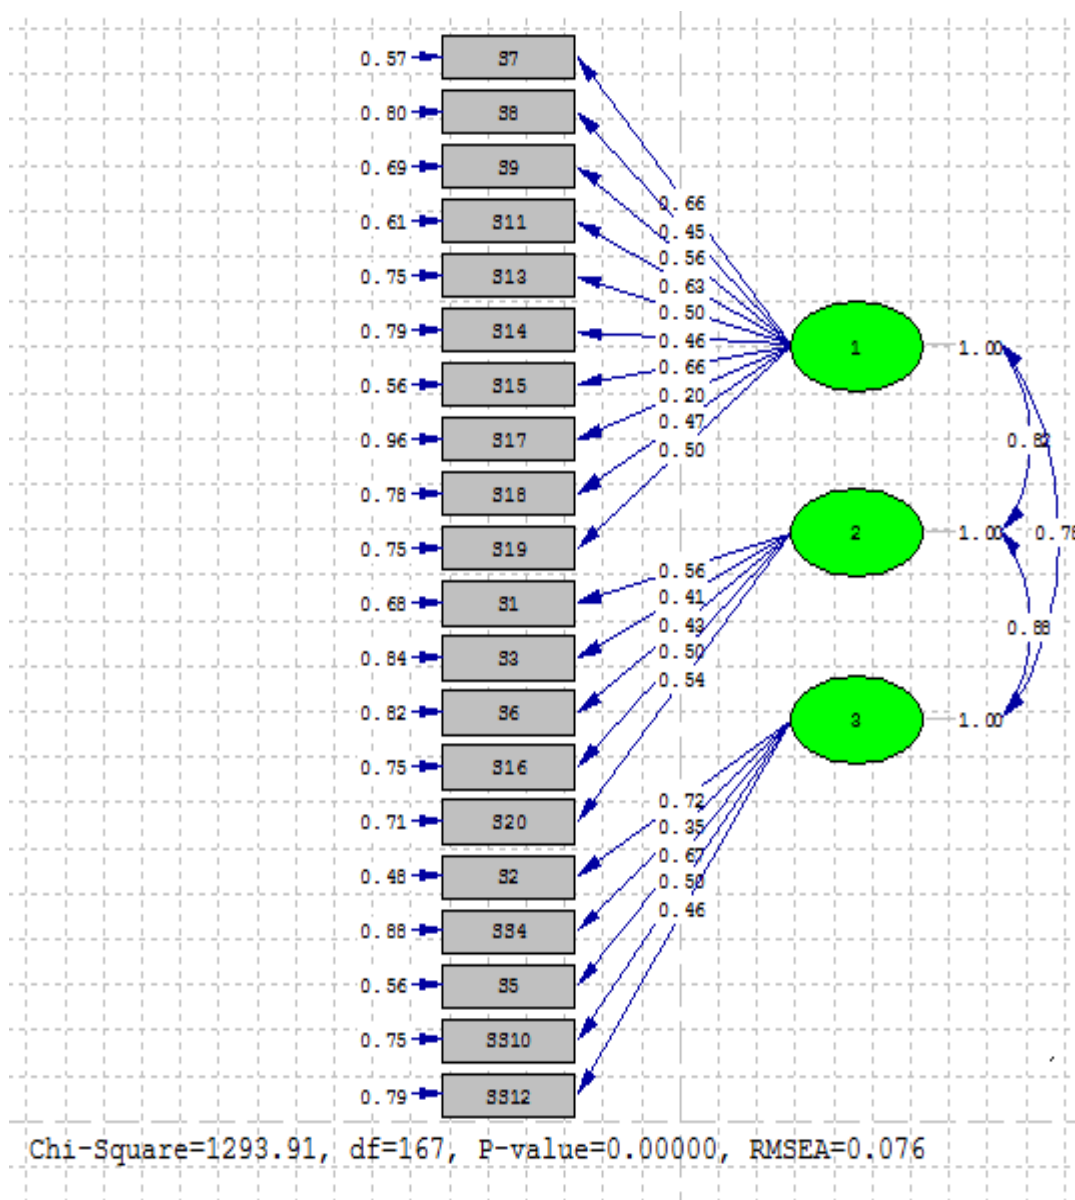 0.57 S7
0.80 S8
0.69 S9
0.61 S11
0.75 S13
0.79 S14
0.56 S15
0.96 S17
0.78 S18
0.75 S19
0.68 S1
0.84 S3
0.82 S6
0.75 S16
0.71 S20
0.48 S2
0.88 SS4
0.56 S5
0.75 SS10
0.79 SS12
0.66
0.45
0.56
0.63
0.50
0.46
0.66
0.20
0.47
0.50
0.56
0.41
0.43
0.50
0.54
0.72
0.35
0.67
0.50
0.46
1 1.00
2 1.00
3 1.00
0.82
0.88
Chi-Square=1293.91, df=167, P-value=0.00000, RMSEA=0.076